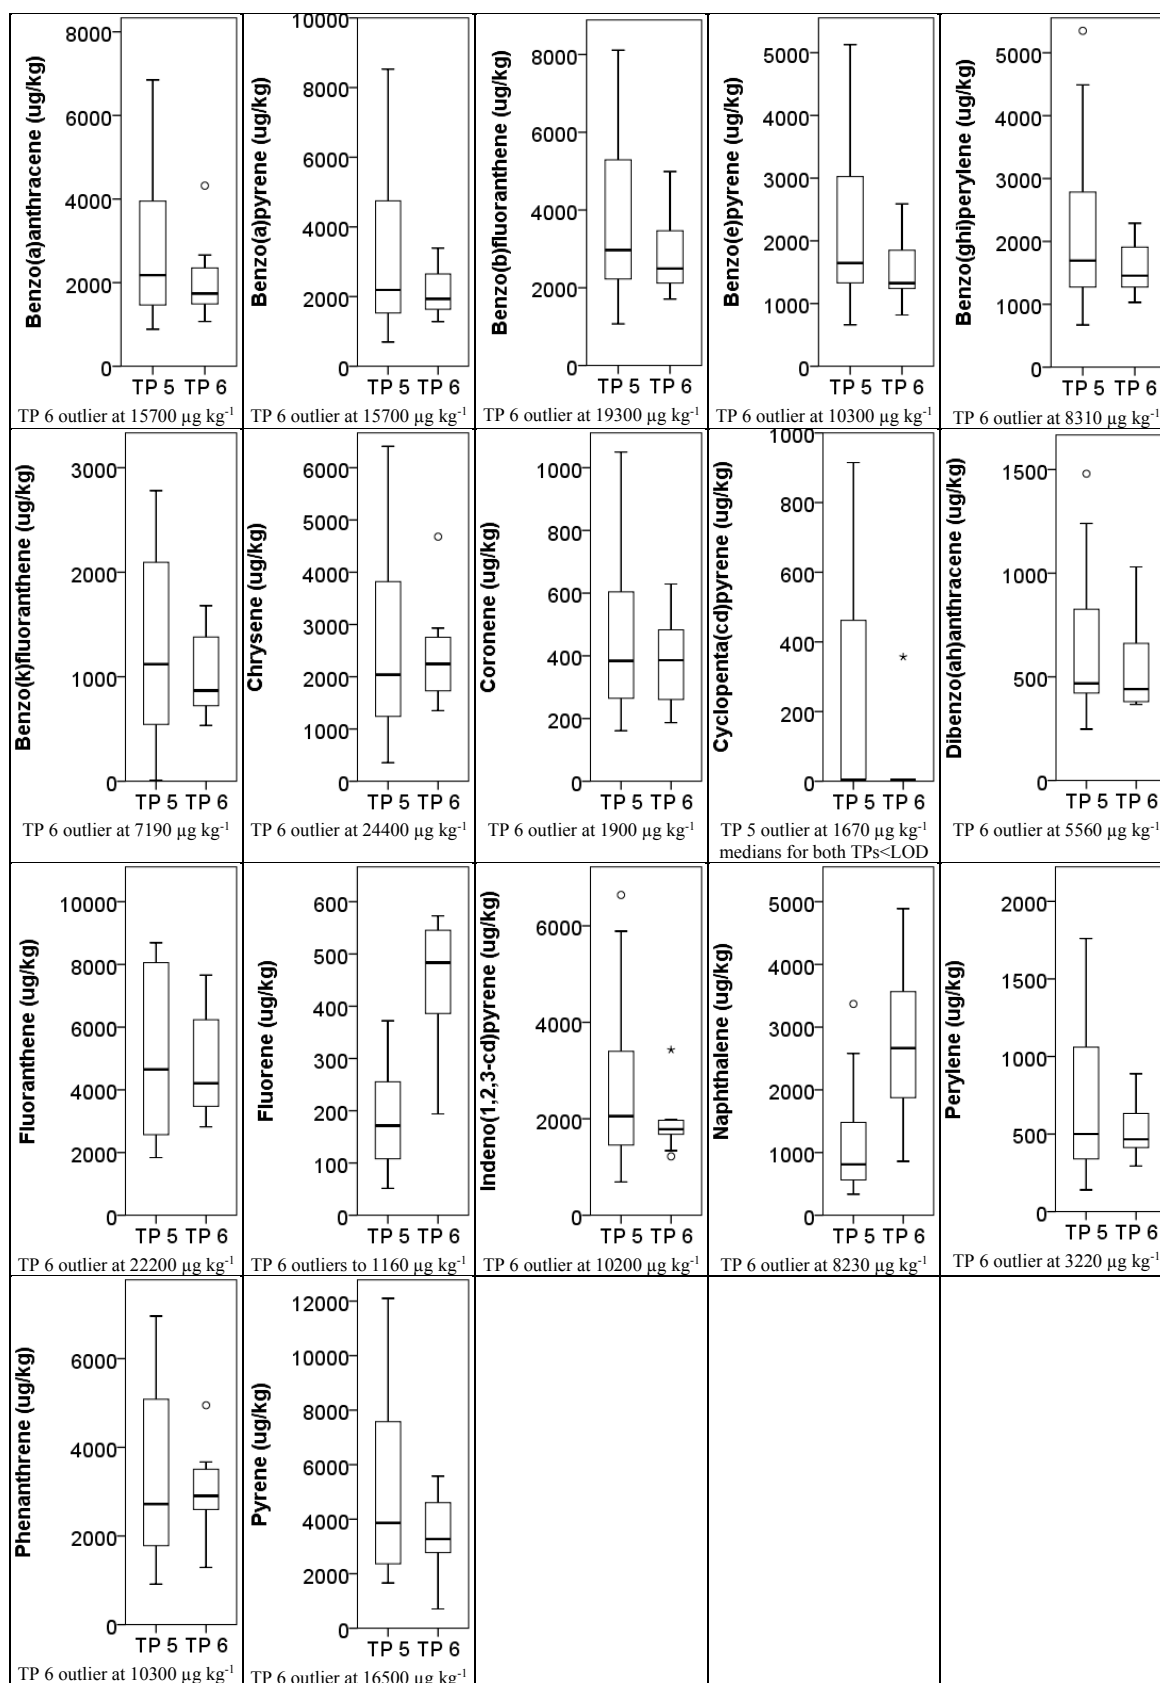 Benzo(a)anthracene (ug/kg)
8000
6000
4000
2000
0
TP 5 TP 6
TP 6 outlier at 15700 µg kg-1
Benzo(a)pyrene (ug/kg)
10000
8000
6000
4000
2000
0
TP 5 TP 6
TP 6 outlier at 15700 µg kg-1
Benzo(b)fluoranthene (ug/kg)
8000
6000
4000
2000
0
TP 5 TP 6
TP 6 outlier at 19300 µg kg-1
Benzo(e)pyrene (ug/kg)
5000
4000
3000
2000
1000
0
TP 5 TP 6
TP 6 outlier at 10300 µg kg-1
Benzo(ghi)perylene (ug/kg)
5000
4000
3000
2000
1000
0
TP 5 TP 6
TP 6 outlier at 8310 µg kg-1
Benzo(k)fluoranthene (ug/kg)
3000
2000
1000
0
TP 5 TP 6
TP 6 outlier at 7190 µg kg-1
Chrysene (ug/kg)
6000
5000
4000
3000
2000
1000
0
TP 5 TP 6
TP 6 outlier at 24400 µg kg-1
Coronene (ug/kg)
1000
800
600
400
200
0
TP 5 TP 6
TP 6 outlier at 1900 µg kg-1
Cyclopenta(cd)pyrene (ug/kg)
1000
800
600
400
200
0
TP 5 TP 6
TP 5 outlier at 1670 µg kg-1
medians for both TPs<LOD
Dibenzo(ah)anthracene (ug/kg)
1500
1000
500
0
TP 5 TP 6
TP 6 outlier at 5560 µg kg-1
Fluoranthene (ug/kg)
10000
8000
6000
4000
2000
0
TP 5 TP 6
TP 6 outlier at 22200 µg kg-1
Fluorene (ug/kg)
600
500
400
300
200
100
0
TP 5 TP 6
TP 6 outliers to 1160 µg kg-1
Indeno(1,2,3-cd)pyrene (ug/kg)
6000
4000
2000
0
TP 5 TP 6
TP 6 outlier at 10200 µg kg-1
Naphthalene (ug/kg)
5000
4000
3000
2000
1000
0
TP 5 TP 6
TP 6 outlier at 8230 µg kg-1
Perylene (ug/kg)
2000
1500
1000
500
0
TP 5 TP 6
TP 6 outlier at 3220 µg kg-1
Phenanthrene (ug/kg)
6000
4000
2000
0
TP 5 TP 6
TP 6 outlier at 10300 µg kg-1
Pyrene (ug/kg)
12000
10000
8000
6000
4000
2000
0
TP 5 TP 6
TP 6 outlier at 16500 µg kg-1